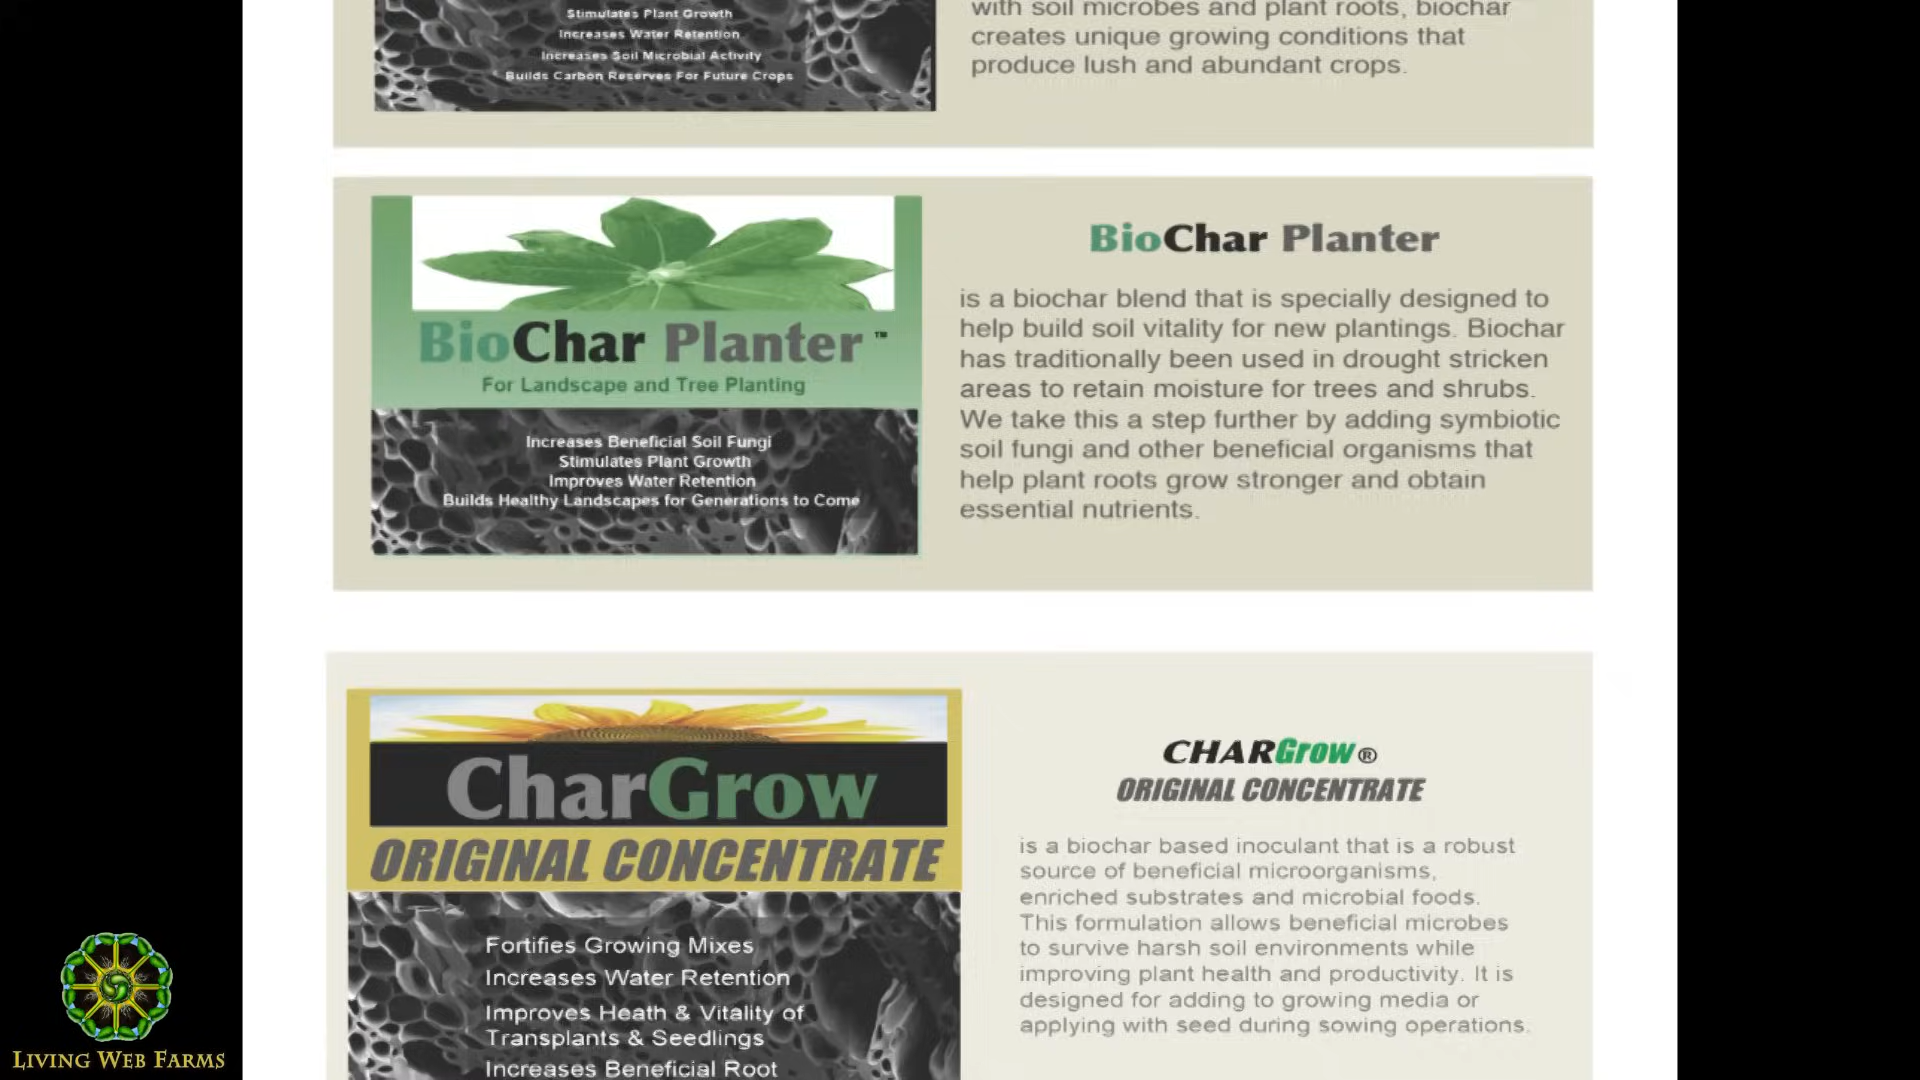 Stimulates Plant Growth
Increases Water Retention
Increases Soil Microbial Activity
Builds Carbon Reserves For Future Crops
with soil microbes and plant roots, biochar
creates unique growing conditions that
produce lush and abundant crops.
BioChar Planter™
For Landscape and Tree Planting
Increases Beneficial Soil Fungi
Stimulates Plant Growth
Improves Water Retention
Builds Healthy Landscapes for Generations to Come
BioChar Planter
is a biochar blend that is specially designed to
help build soil vitality for new plantings. Biochar
has traditionally been used in drought stricken
areas to retain moisture for trees and shrubs.
We take this a step further by adding symbiotic
soil fungi and other beneficial organisms that
help plant roots grow stronger and obtain
essential nutrients.
CharGrow
ORIGINAL CONCENTRATE
Fortifies Growing Mixes
Increases Water Retention
Improves Heath & Vitality of
Transplants & Seedlings
Increases Beneficial Root
CHARGrow®
ORIGINAL CONCENTRATE
is a biochar based inoculant that is a robust
source of beneficial microorganisms,
enriched substrates and microbial foods.
This formulation allows beneficial microbes
to survive harsh soil environments while
improving plant health and productivity. It is
designed for adding to growing media or
applying with seed during sowing operations.
LIVING WEB FARMS